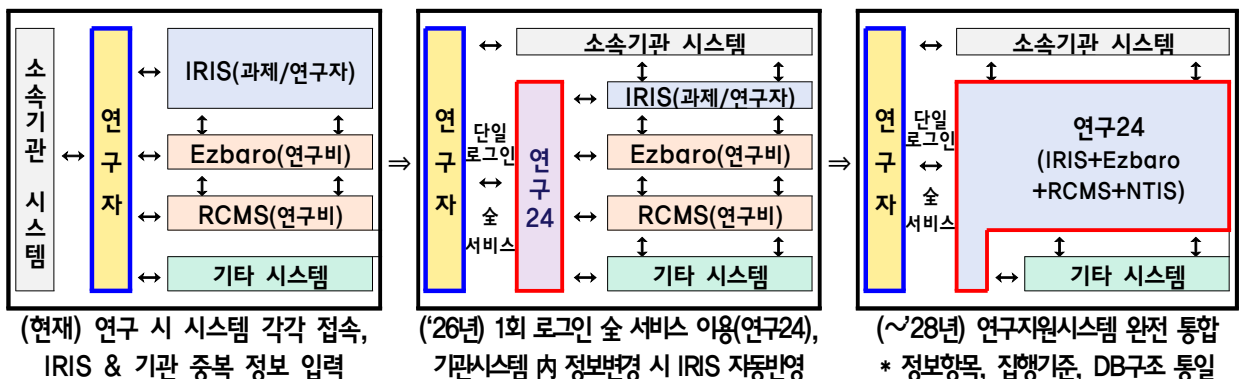 소속기관 시스템
연구자
IRIS(과제/연구자)
Ezbaro(연구비)
RCMS(연구비)
기타 시스템
(현재) 연구 시 시스템 각각 접속,
IRIS & 기관 중복 정보 입력
⇒
연구자
단일
로그인
全
서비스
연구24
소속기관 시스템
IRIS(과제/연구자)
Ezbaro(연구비)
RCMS(연구비)
기타 시스템
(‘26년) 1회 로그인 全 서비스 이용(연구24),
기관시스템 內 정보변경 시 IRIS 자동반영
⇒
연구자
단일
로그인
全
서비스
소속기관 시스템
연구24
(IRIS+Ezbaro
+RCMS+NTIS)
기타 시스템
(~’28년) 연구지원시스템 완전 통합
* 정보항목, 집행기준, DB구조 통일